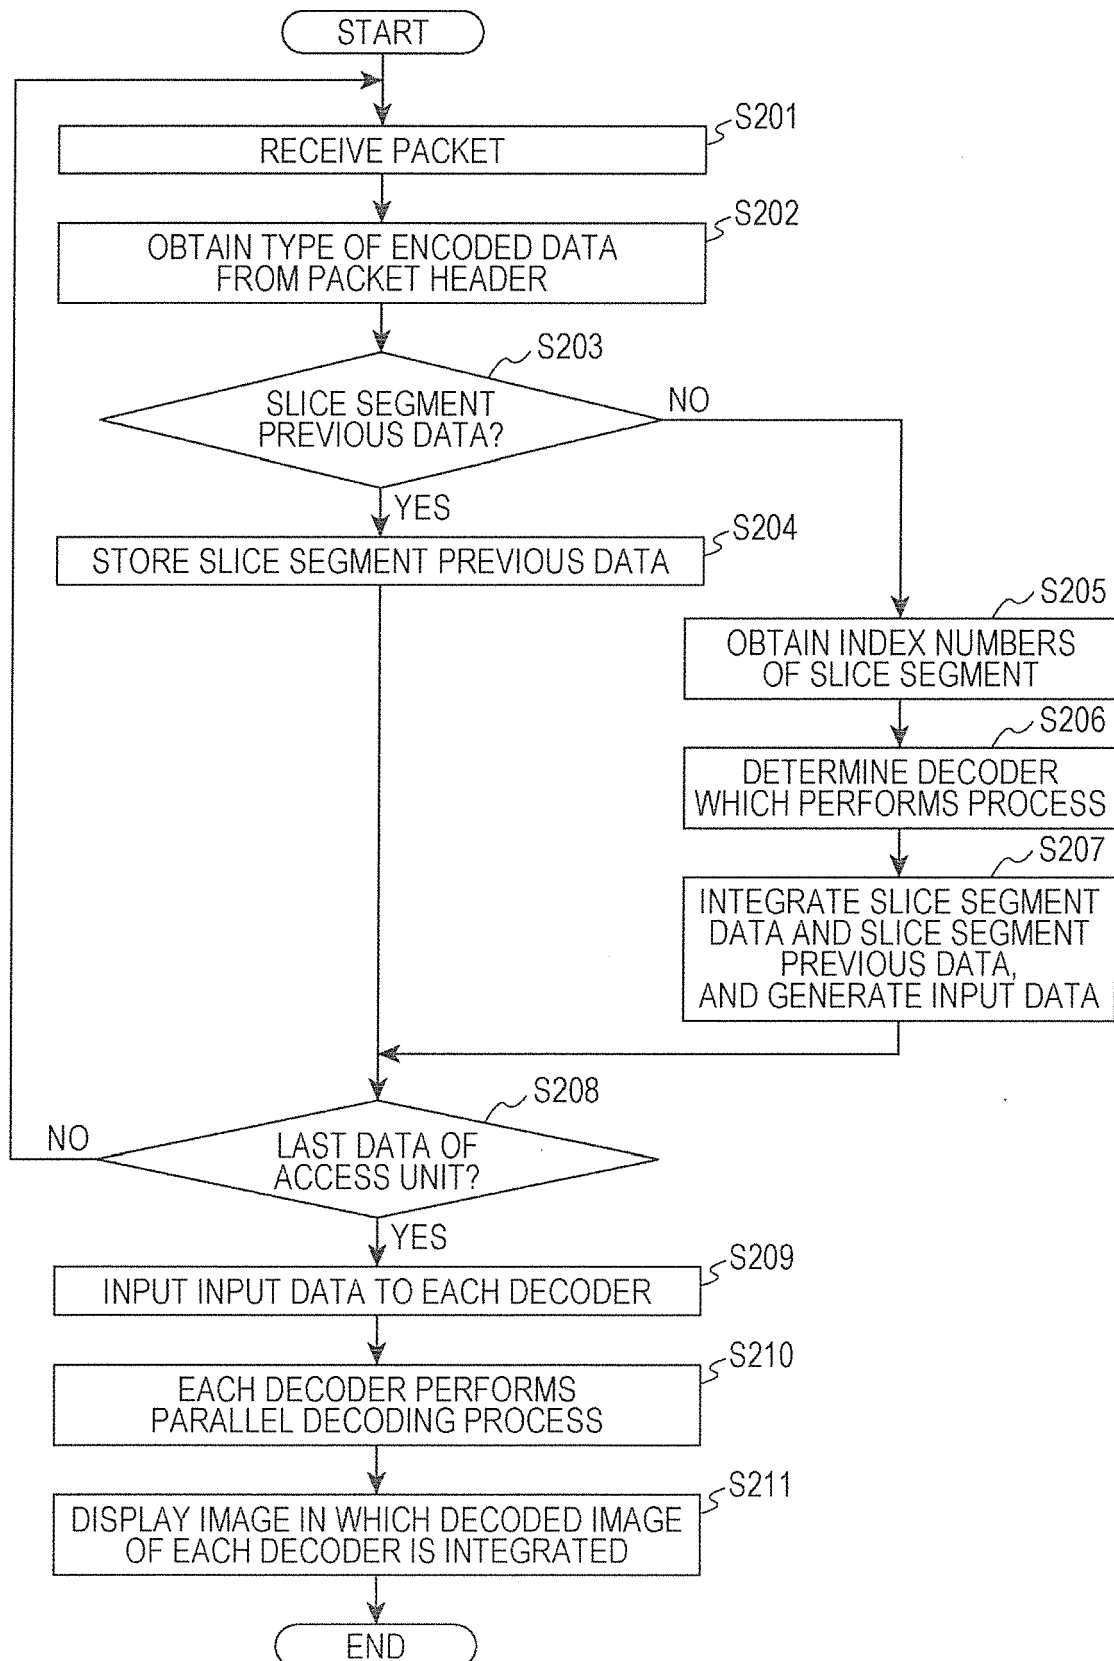 START
S201
RECEIVE PACKET
S202
OBTAIN TYPE OF ENCODED DATA
FROM PACKET HEADER
S203
SLICE SEGMENT
PREVIOUS DATA?
NO
YES
S204
STORE SLICE SEGMENT PREVIOUS DATA
S205
OBTAIN INDEX NUMBERS
OF SLICE SEGMENT
S206
DETERMINE DECODER
WHICH PERFORMS PROCESS
S207
INTEGRATE SLICE SEGMENT
DATA AND SLICE SEGMENT
PREVIOUS DATA,
AND GENERATE INPUT DATA
S208
LAST DATA OF
ACCESS UNIT?
NO
YES
S209
INPUT INPUT DATA TO EACH DECODER
S210
EACH DECODER PERFORMS
PARALLEL DECODING PROCESS
S211
DISPLAY IMAGE IN WHICH DECODED IMAGE
OF EACH DECODER IS INTEGRATED
END